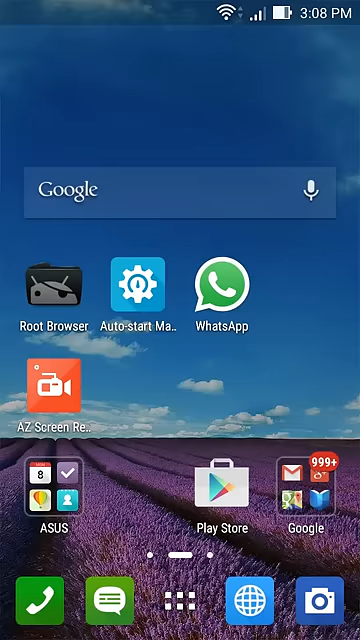 3:08 PM
Google
Root Browser Auto-start Ma.. WhatsApp
AZ Screen Re..
8
999+
ASUS Play Store Google